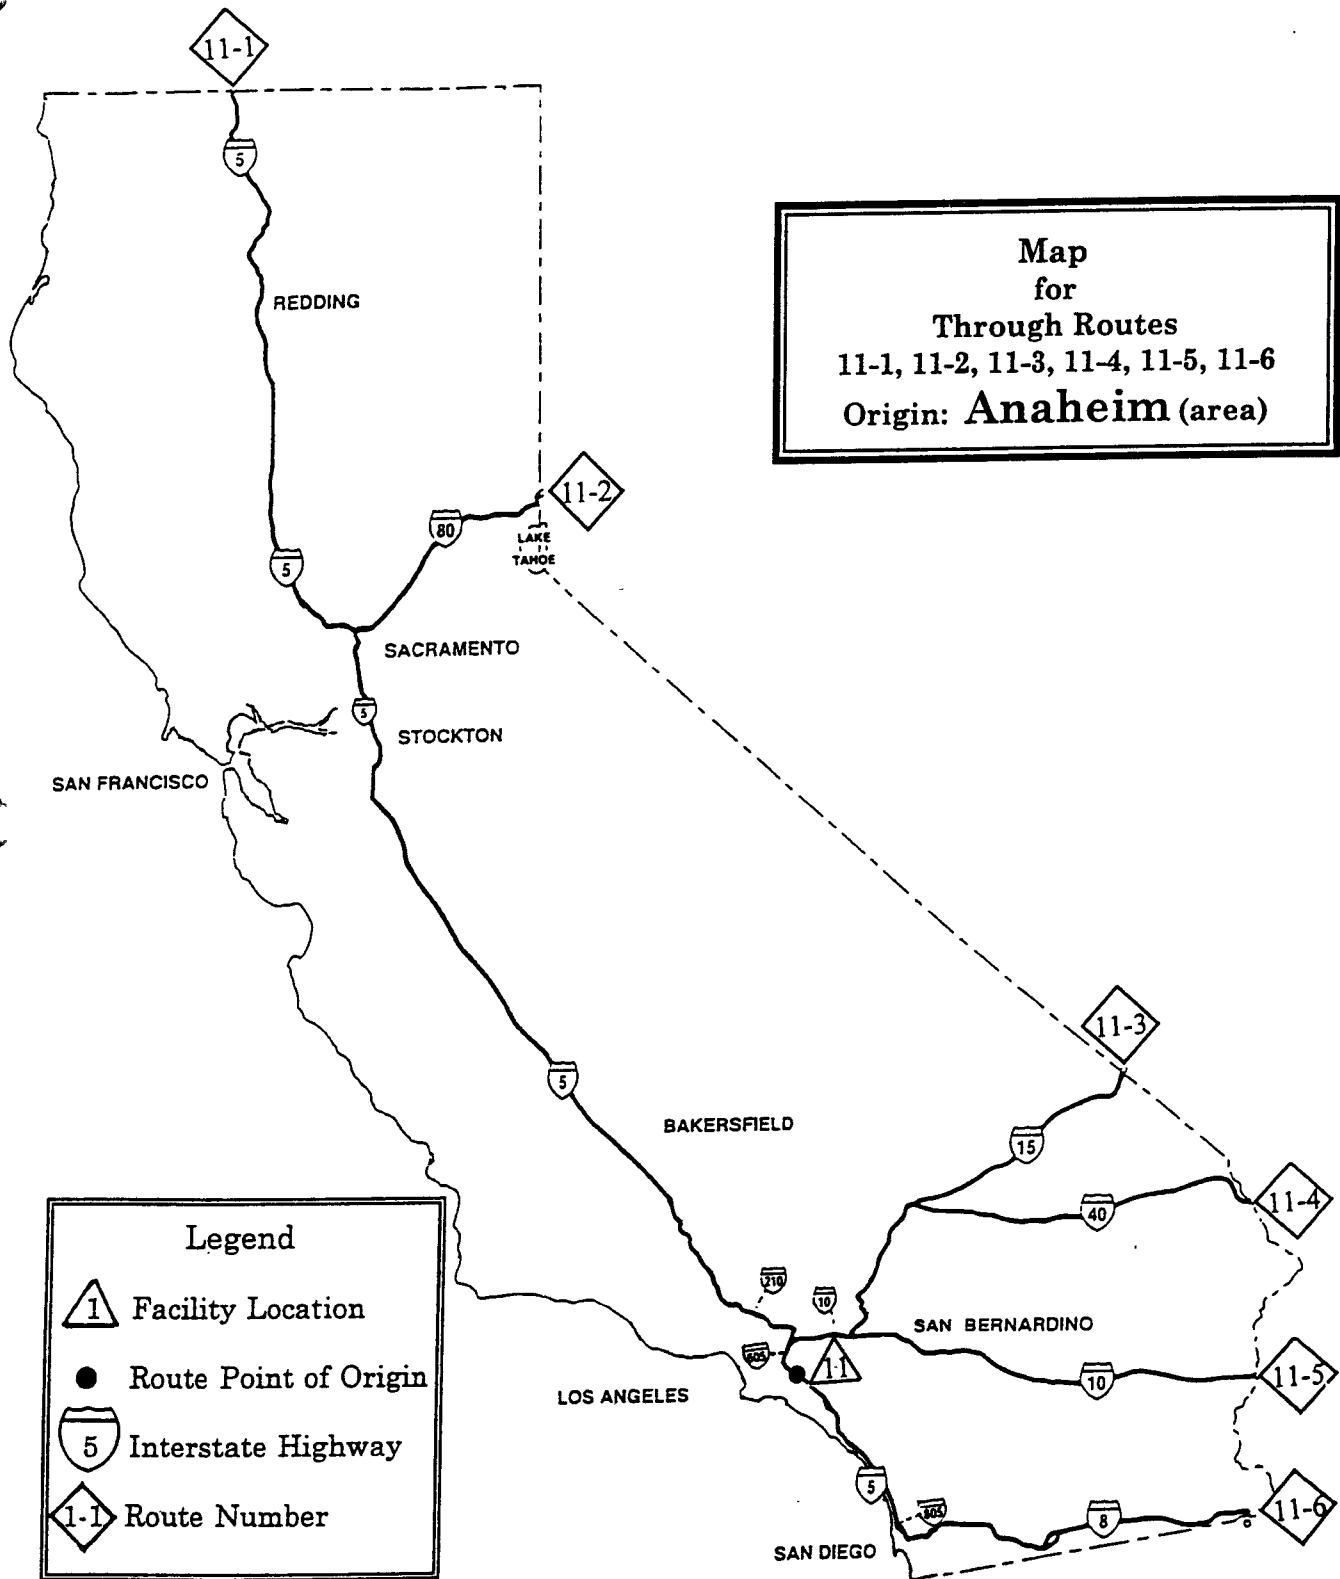 11-1
5
REDDING
Map
for
Through Routes
11-1, 11-2, 11-3, 11-4, 11-5, 11-6
Origin: Anaheim (area)
11-2
80
LAKE
TAHOE
5
SACRAMENTO
5
STOCKTON
SAN FRANCISCO
11-3
5
BAKERSFIELD
15
11-4
40
Legend
1 Facility Location
Route Point of Origin
5 Interstate Highway
1-1 Route Number
210
10
SAN BERNARDINO
605
11
LOS ANGELES
10
11-5
5
805
8
11-6
SAN DIEGO